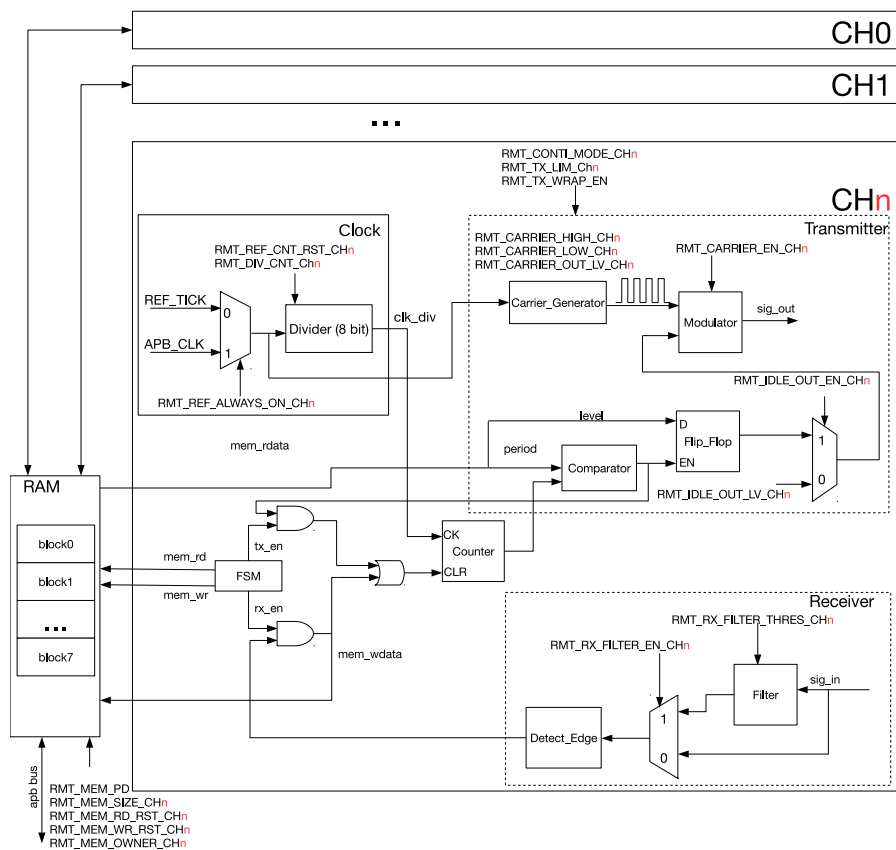 CH0
CH1
...
RMT_CONTI_MODE_CHn
RMT_TX_LIM_Chn
RMT_TX_WRAP_EN
CHn
Clock
Transmitter
RMT_REF_CNT_RST_CHn
RMT_DIV_CNT_Chn
RMT_CARRIER_HIGH_CHn
RMT_CARRIER_LOW_CHn
RMT_CARRIER_OUT_LV_CHn
RMT_CARRIER_EN_CHn
REF_TICK
0
Divider (8 bit)
clk_div
Carrier_Generator
Modulator
sig_out
APB_CLK
1
RMT_REF_ALWAYS_ON_CHn
RMT_IDLE_OUT_EN_CHn
mem_rdata
level
period
D
Flip_Flop
EN
1
0
Comparator
RMT_IDLE_OUT_LV_CHn
RAM
block0
block1
...
block7
mem_rd
mem_wr
tx_en
FSM
rx_en
CK
Counter
CLR
mem_wdata
Receiver
RMT_RX_FILTER_THRES_CHn
RMT_RX_FILTER_EN_CHn
sig_in
Filter
1
0
Detect_Edge
apb bus
RMT_MEM_PD
RMT_MEM_SIZE_CHn
RMT_MEM_RD_RST_CHn
RMT_MEM_WR_RST_CHn
RMT_MEM_OWNER_CHn